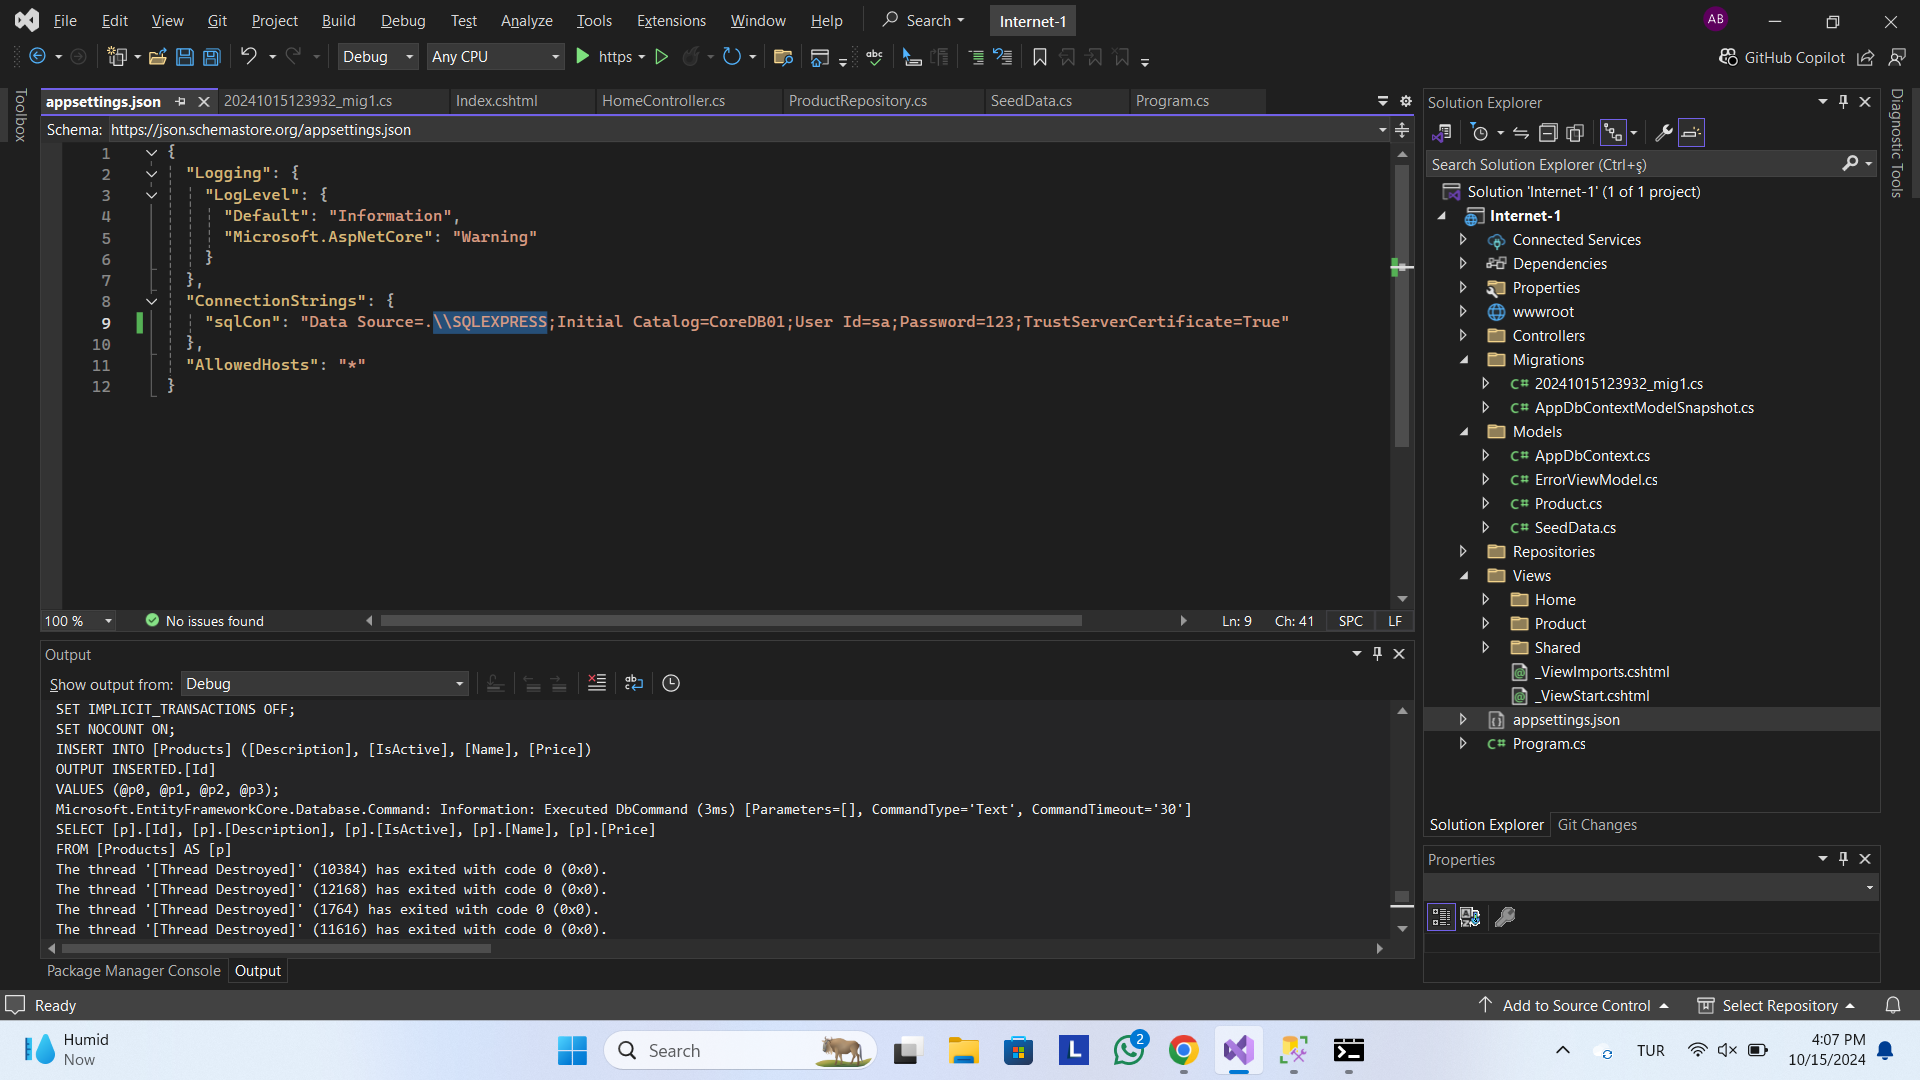 File Edit View Git Project Build Debug Test Analyze Tools Extensions Window Help Search Internet-1 AB
Debug Any CPU https GitHub Copilot
Toolbox
appsettings.json 20241015123932_mig1.cs Index.cshtml HomeController.cs ProductRepository.cs SeedData.cs Program.cs
Schema: https://json.schemastore.org/appsettings.json
1 {
2 "Logging": {
3 "LogLevel": {
4 "Default": "Information",
5 "Microsoft.AspNetCore": "Warning"
6 }
7 },
8 "ConnectionStrings": {
9 "sqlCon": "Data Source=.\\SQLEXPRESS;Initial Catalog=CoreDB01;User Id=sa;Password=123;TrustServerCertificate=True"
10 },
11 "AllowedHosts": "*"
12 }
100 % No issues found Ln: 9 Ch: 41 SPC LF
Output
Show output from: Debug
SET IMPLICIT_TRANSACTIONS OFF;
SET NOCOUNT ON;
INSERT INTO [Products] ([Description], [IsActive], [Name], [Price])
OUTPUT INSERTED.[Id]
VALUES (@p0, @p1, @p2, @p3);
Microsoft.EntityFrameworkCore.Database.Command: Information: Executed DbCommand (3ms) [Parameters=[], CommandType='Text', CommandTimeout='30']
SELECT [p].[Id], [p].[Description], [p].[IsActive], [p].[Name], [p].[Price]
FROM [Products] AS [p]
The thread '[Thread Destroyed]' (10384) has exited with code 0 (0x0).
The thread '[Thread Destroyed]' (12168) has exited with code 0 (0x0).
The thread '[Thread Destroyed]' (1764) has exited with code 0 (0x0).
The thread '[Thread Destroyed]' (11616) has exited with code 0 (0x0).
Package Manager Console Output
Solution Explorer
Search Solution Explorer (Ctrl+ş)
Solution 'Internet-1' (1 of 1 project)
Internet-1
Connected Services
Dependencies
Properties
wwwroot
Controllers
Migrations
C# 20241015123932_mig1.cs
C# AppDbContextModelSnapshot.cs
Models
C# AppDbContext.cs
C# ErrorViewModel.cs
C# Product.cs
C# SeedData.cs
Repositories
Views
Home
Product
Shared
_ViewImports.cshtml
_ViewStart.cshtml
appsettings.json
C# Program.cs
Solution Explorer Git Changes
Properties
Diagnostic Tools
Ready Add to Source Control Select Repository
Humid
Now
Search
L
2
TUR
4:07 PM
10/15/2024